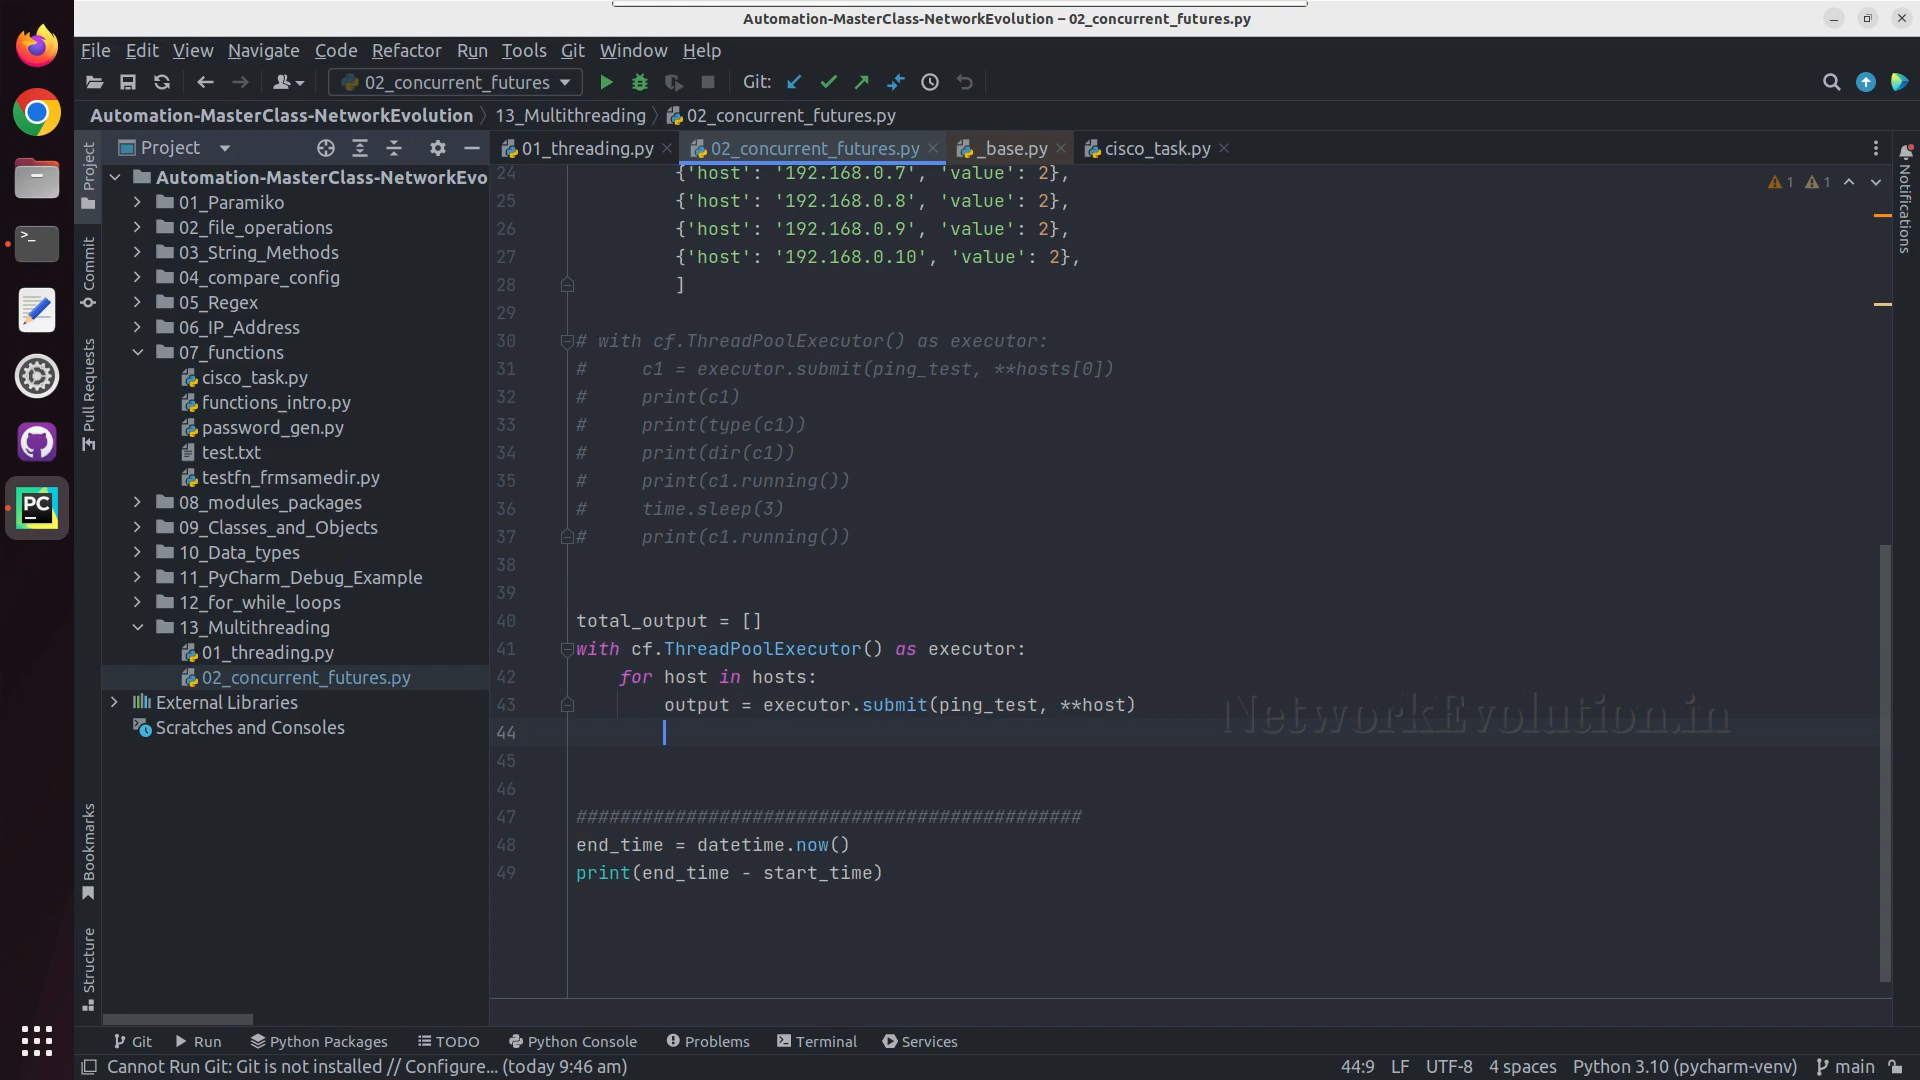 Automation-MasterClass-NetworkEvolution – 02_concurrent_futures.py
File Edit View Navigate Code Refactor Run Tools Git Window Help
02_concurrent_futures Git:
Automation-MasterClass-NetworkEvolution 13_Multithreading 02_concurrent_futures.py
Project
01_threading.py 02_concurrent_futures.py _base.py cisco_task.py
Project
Commit
Pull Requests
Bookmarks
Structure
Notifications
Automation-MasterClass-NetworkEvo
01_Paramiko
02_file_operations
03_String_Methods
04_compare_config
05_Regex
06_IP_Address
07_functions
cisco_task.py
functions_intro.py
password_gen.py
test.txt
testfn_frmsamedir.py
08_modules_packages
09_Classes_and_Objects
10_Data_types
11_PyCharm_Debug_Example
12_for_while_loops
13_Multithreading
01_threading.py
02_concurrent_futures.py
External Libraries
Scratches and Consoles
1 1
24 {'host': '192.168.0.7', 'value': 2},
25 {'host': '192.168.0.8', 'value': 2},
26 {'host': '192.168.0.9', 'value': 2},
27 {'host': '192.168.0.10', 'value': 2},
28 ]
29
30 # with cf.ThreadPoolExecutor() as executor:
31 # c1 = executor.submit(ping_test, **hosts[0])
32 # print(c1)
33 # print(type(c1))
34 # print(dir(c1))
35 # print(c1.running())
36 # time.sleep(3)
37 # print(c1.running())
38
39
40 total_output = []
41 with cf.ThreadPoolExecutor() as executor:
42 for host in hosts:
43 output = executor.submit(ping_test, **host)
NetworkEvolution.in
44
45
46
47 ##############################################
48 end_time = datetime.now()
49 print(end_time - start_time)
Git Run Python Packages TODO Python Console Problems Terminal Services
Cannot Run Git: Git is not installed // Configure... (today 9:46 am) 44:9 LF UTF-8 4 spaces Python 3.10 (pycharm-venv) main
PC